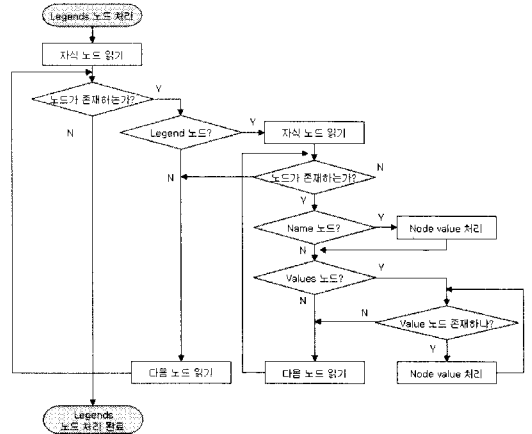 Legends 노드 처리
자식 노드 읽기
노드가 존재하는가?
Y
N
Legend 노드?
Y
N
자식 노드 읽기
노드가 존재하는가?
N
Y
Name 노드?
Y
N
Node value 처리
Values 노드?
Y
N
Value 노드 존재하나?
N
Y
다음 노드 읽기
다음 노드 읽기
Node value 처리
Legends
노드 처리 완료